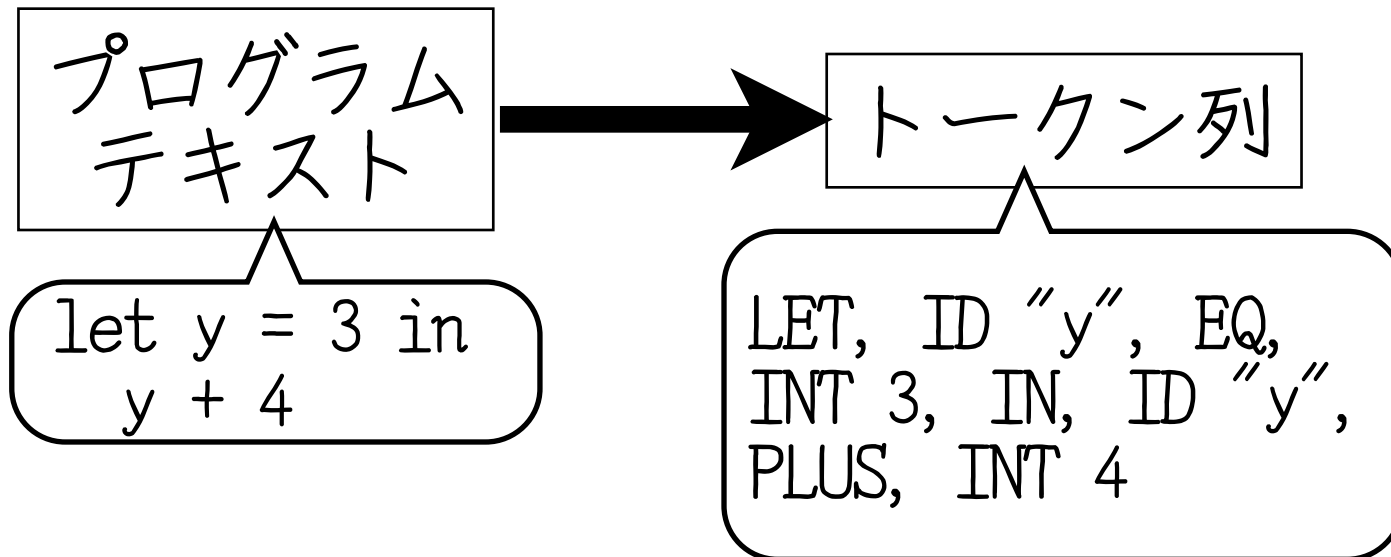 プログラム
テキスト
トークン列
let y = 3 in
y + 4
LET, ID "y", EQ,
INT 3, IN, ID "y",
PLUS, INT 4